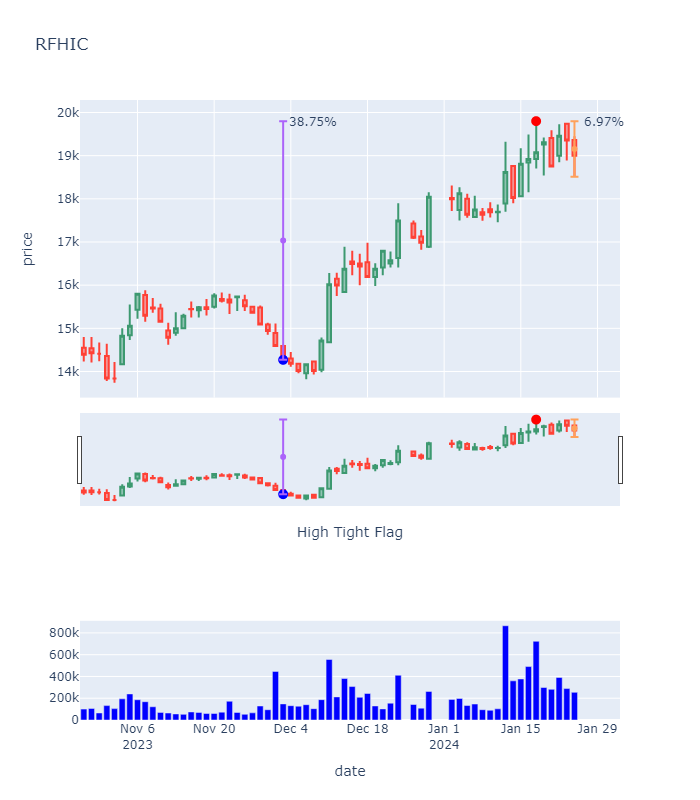 RFHIC
38.75%
6.97%
20k
19k
18k
17k
16k
15k
14k
price
High Tight Flag
800k
600k
400k
200k
0
Nov 6
2023
Nov 20
Dec 4
Dec 18
Jan 1
2024
Jan 15
Jan 29
date